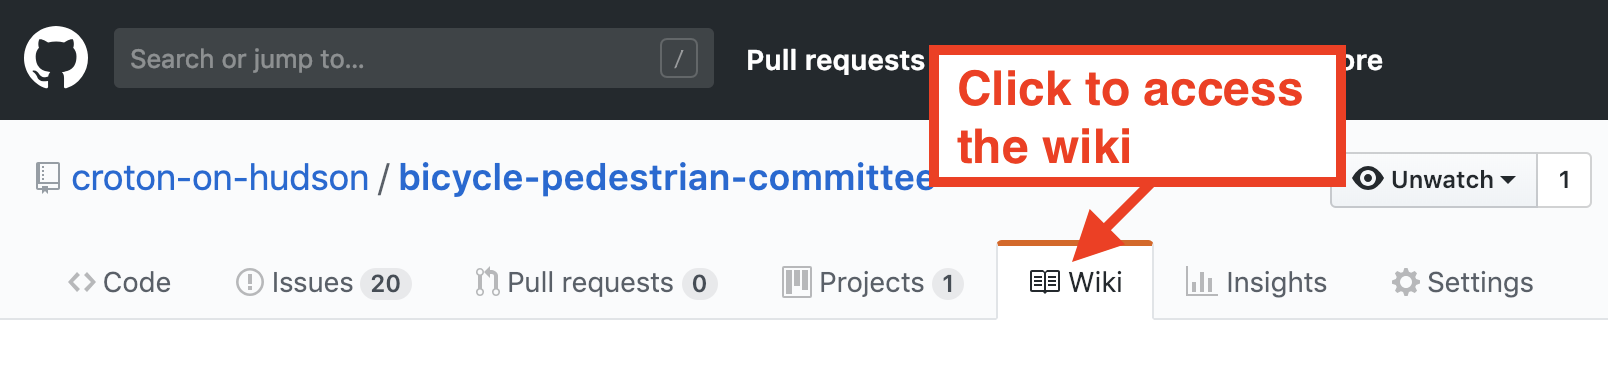 Search or jump to... /
Pull requests
Click to access
the wiki
croton-on-hudson / bicycle-pedestrian-committee
Unwatch 1
Code Issues 20 Pull requests 0 Projects 1 Wiki Insights Settings